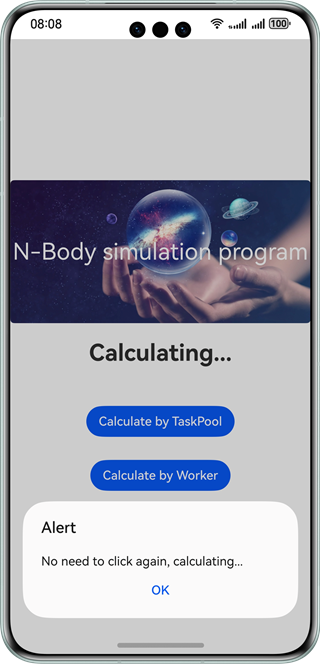 08:08
100
N-Body simulation program
Calculating...
Calculate by TaskPool
Calculate by Worker
Alert
No need to click again, calculating...
OK